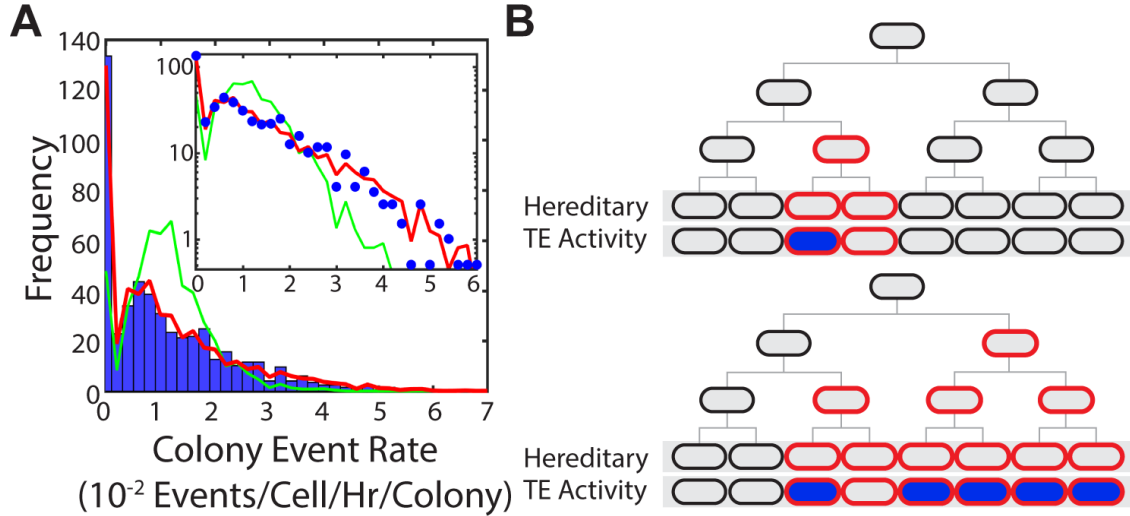 A
B
140
120
100
80
60
40
20
0
Frequency
100
10
1
0 1 2 3 4 5 6
0 1 2 3 4 5 6 7
Colony Event Rate
(10⁻² Events/Cell/Hr/Colony)
Hereditary
TE Activity
Hereditary
TE Activity